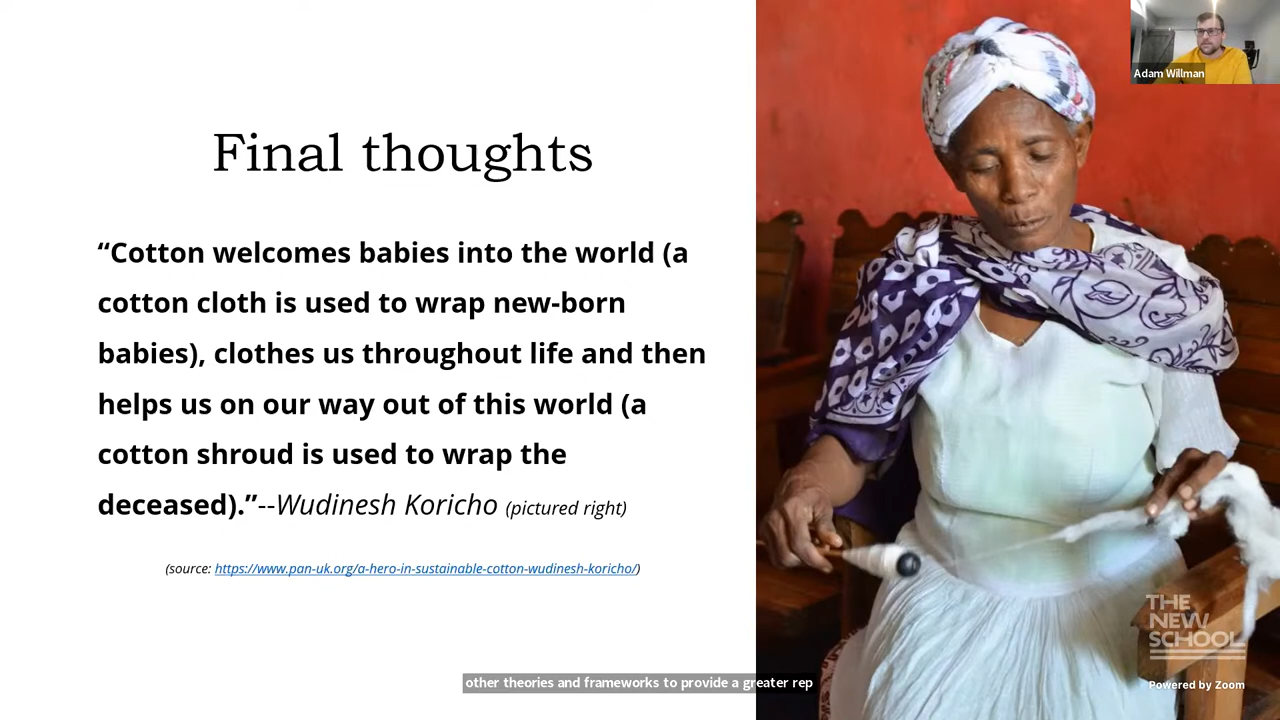 Adam Willman
Final thoughts
“Cotton welcomes babies into the world (a
cotton cloth is used to wrap new-born
babies), clothes us throughout life and then
helps us on our way out of this world (a
cotton shroud is used to wrap the
deceased).”--Wudinesh Koricho (pictured right)
(source: https://www.pan-uk.org/a-hero-in-sustainable-cotton-wudinesh-koricho/)
THE
NEW
SCHOOL
other theories and frameworks to provide a greater rep
Powered by Zoom